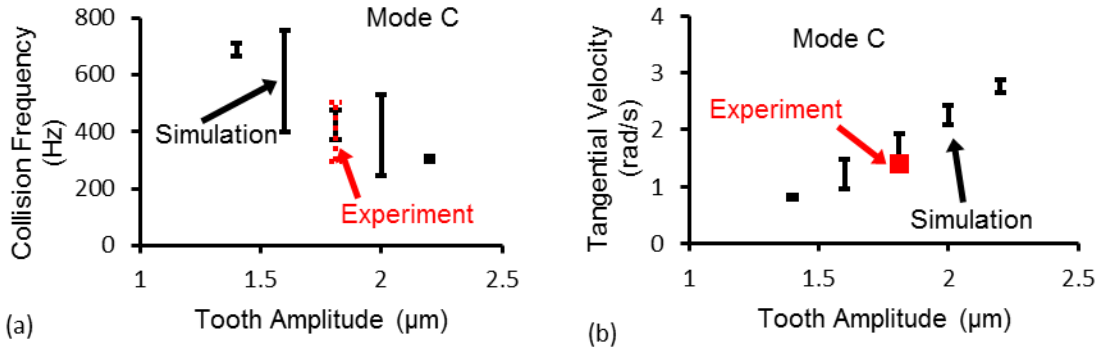 Collision Frequency
(Hz)
800
600
400
200
0
Mode C
Simulation
Experiment
1
1.5
2
2.5
Tooth Amplitude (μm)
(a)
Tangential Velocity
(rad/s)
4
3
2
1
0
Mode C
Experiment
Simulation
1
1.5
2
2.5
Tooth Amplitude (μm)
(b)